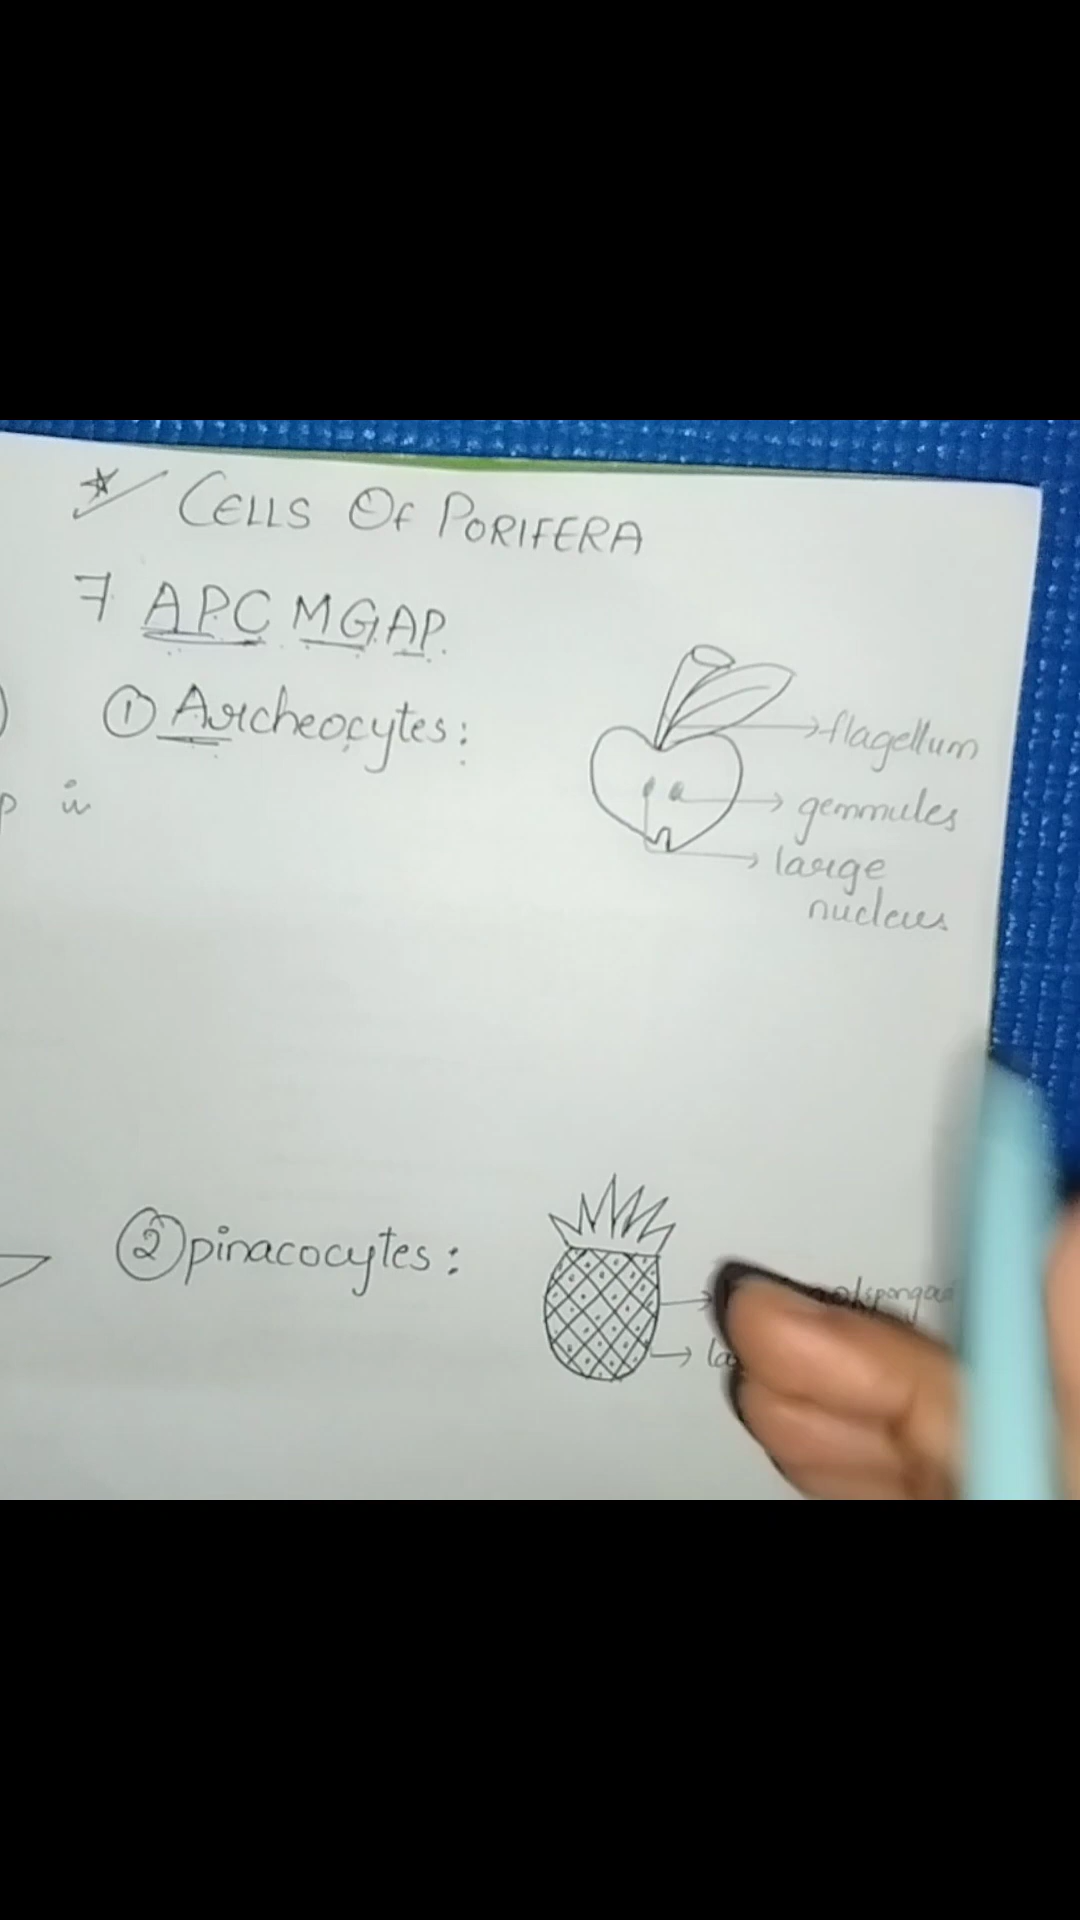 CELLS OF PORIFERA
7 APC MGAP.
① Archeocytes:
flagellum
gemmules
large
nucleus
② pinacocytes: